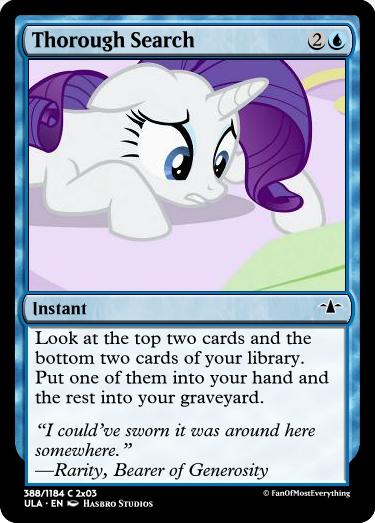 Thorough Search 2
Instant
Look at the top two cards and the
bottom two cards of your library.
Put one of them into your hand and
the rest into your graveyard.
“I could’ve sworn it was around here
somewhere.”
—Rarity, Bearer of Generosity
388/1184 C 2x03
ULA • EN Hasbro Studios
© FanOfMostEverything